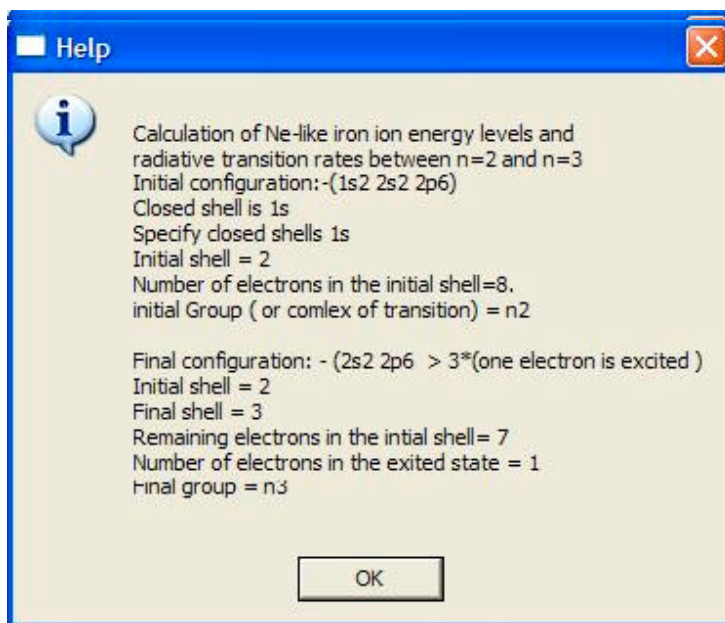 Help
Calculation of Ne-like iron ion energy levels and
radiative transition rates between n=2 and n=3
Initial configuration:-(1s2 2s2 2p6)
Closed shell is 1s
Specify closed shells 1s
Initial shell = 2
Number of electrons in the initial shell=8.
initial Group ( or comlex of transition) = n2
Final configuration: - (2s2 2p6 > 3*(one electron is excited )
Initial shell = 2
Final shell = 3
Remaining electrons in the intial shell= 7
Number of electrons in the exited state = 1
Final group = n3
OK